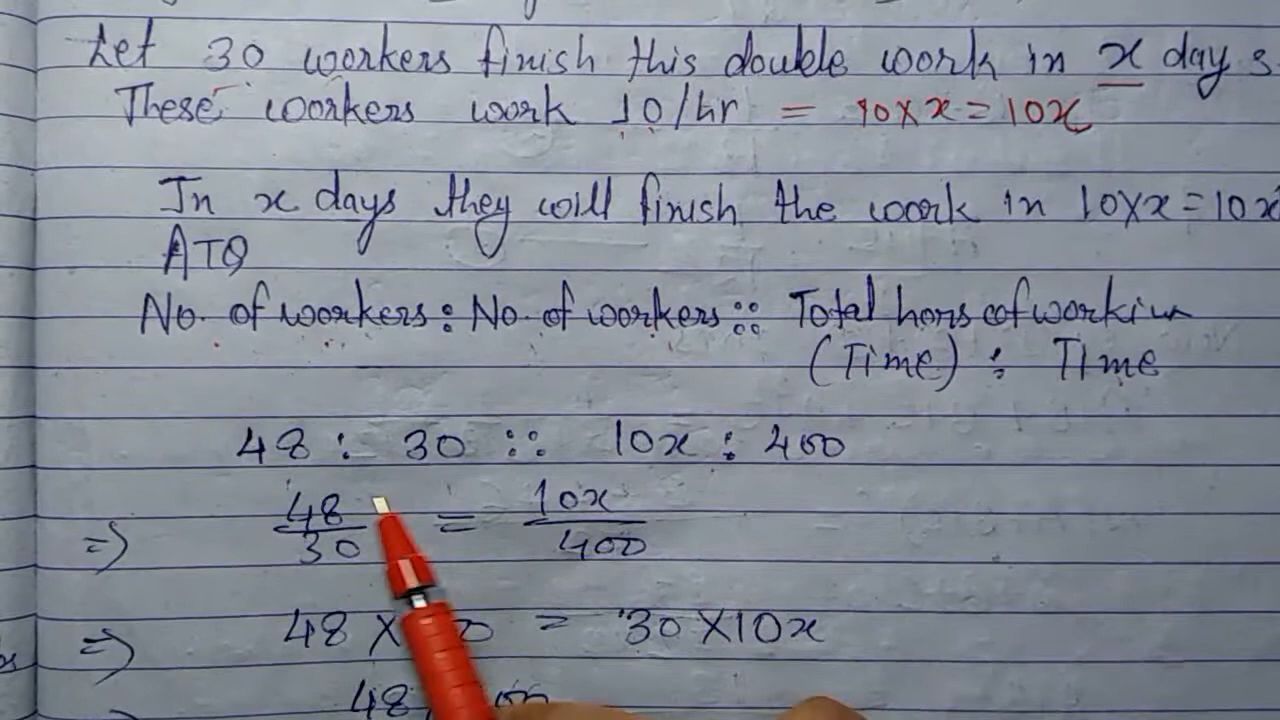 Let 30 workers finish this double work in x days
These workers work 10/hr = 10×x=10x
In x days they will finish the work in 10×x=10x
ATQ
No. of workers : No. of workers :: Total hors of workin
(Time) : TIme
48 : 30 :: 10x : 400
=> 48/30 = 10x/400
=> 48 × 0 = 30×10x
48